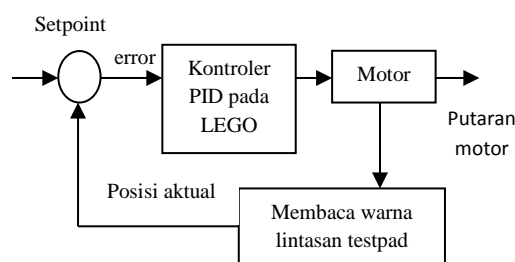 Setpoint
error
Kontroler
PID pada
LEGO
Motor
Putaran
motor
Posisi aktual
Membaca warna
lintasan testpad